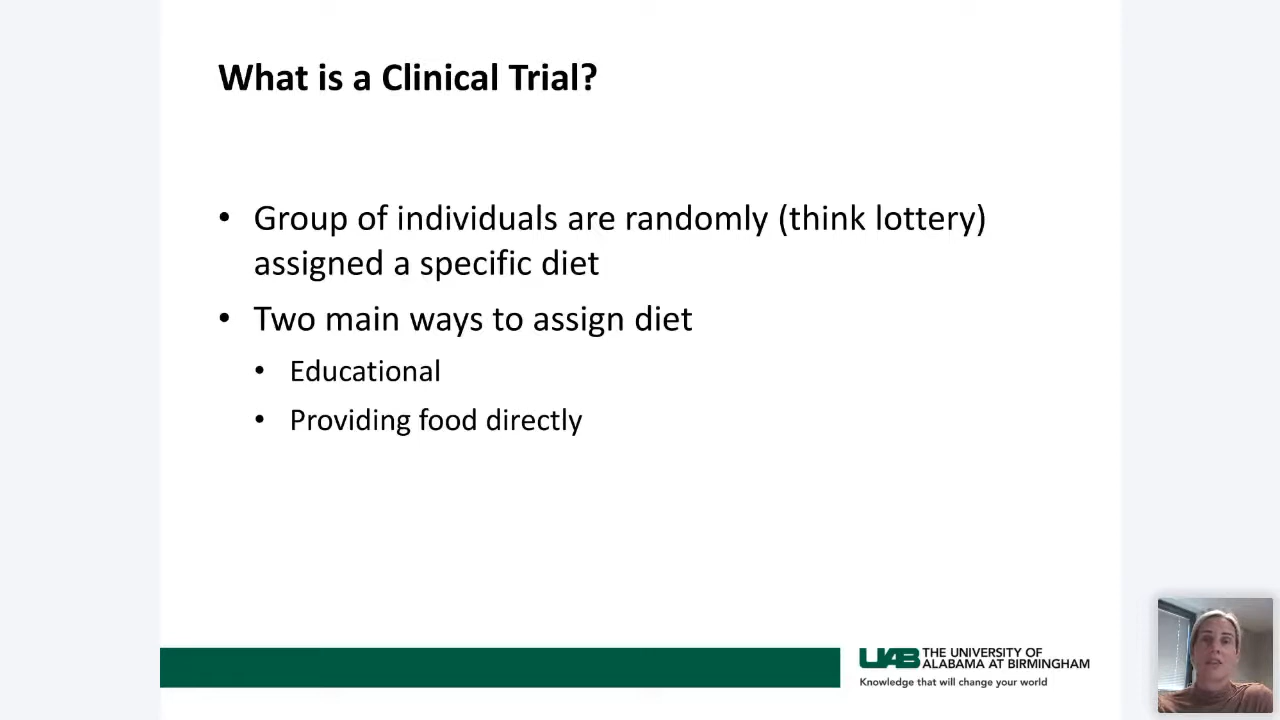 What is a Clinical Trial?
• Group of individuals are randomly (think lottery)
assigned a specific diet
• Two main ways to assign diet
• Educational
• Providing food directly
UAB THE UNIVERSITY OF
ALABAMA AT BIRMINGHAM
Knowledge that will change your world